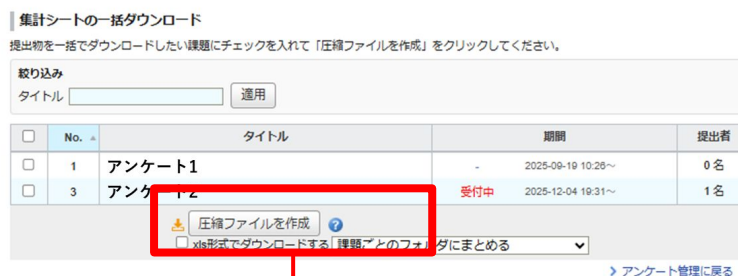 集計シートの一括ダウンロード
提出物を一括でダウンロードしたい課題にチェックを入れて「圧縮ファイルを作成」をクリックしてください。
絞り込み
タイトル 適用
No. タイトル 期間 提出者
1 アンケート1 - 2025-09-19 10:26～ 0 名
3 アンケート2 受付中 2025-12-04 19:31～ 1 名
圧縮ファイルを作成 ?
xls形式でダウンロードする 課題ごとのフォルダにまとめる
アンケート管理に戻る